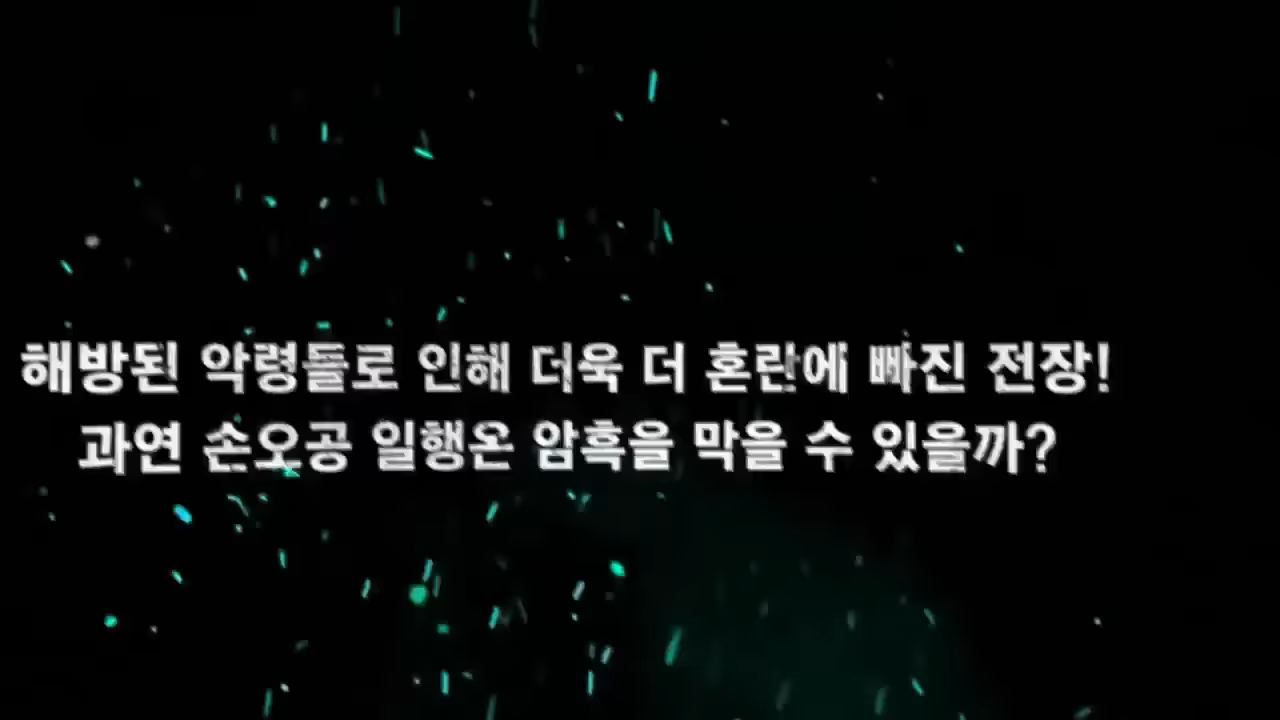 해방된 악령들로 인해 더욱 더 혼란에 빠진 전장!
과연 손오공 일행은 암흑을 막을 수 있을까?